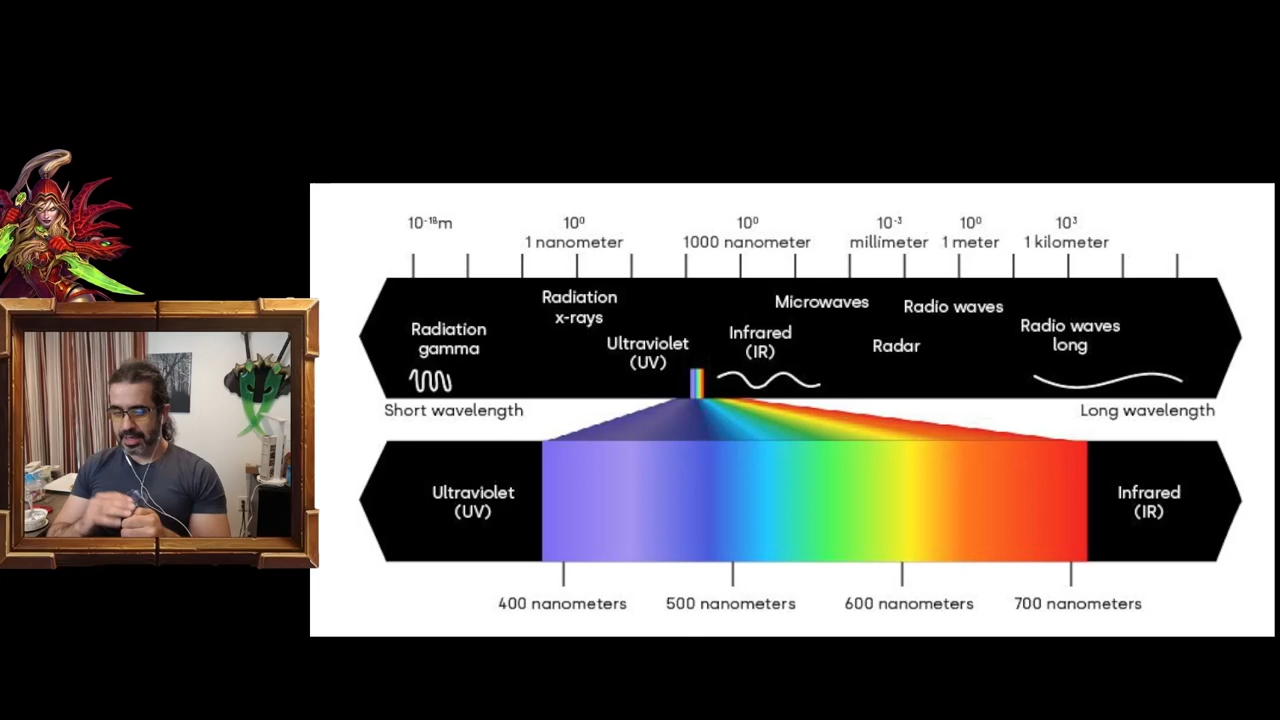 10⁻¹⁸m
10⁰
1 nanometer
10⁰
1000 nanometer
10⁻³
millimeter
10⁰
1 meter
10³
1 kilometer
Radiation
gamma
Radiation
x-rays
Ultraviolet
(UV)
Infrared
(IR)
Microwaves
Radar
Radio waves
Radio waves
long
Short wavelength
Long wavelength
Ultraviolet
(UV)
Infrared
(IR)
400 nanometers
500 nanometers
600 nanometers
700 nanometers